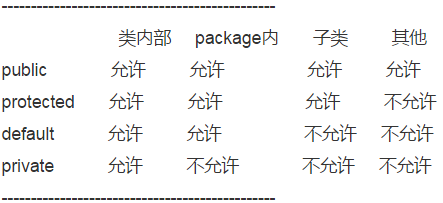 -----------------------------------------------
类内部 package内 子类 其他
public 允许 允许 允许 允许
protected 允许 允许 允许 不允许
default 允许 允许 不允许 不允许
private 允许 不允许 不允许 不允许
-----------------------------------------------